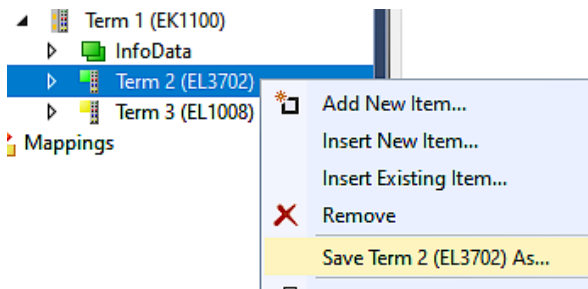 Term 1 (EK1100)
InfoData
Term 2 (EL3702)
Term 3 (EL1008)
Mappings
Add New Item...
Insert New Item...
Insert Existing Item...
Remove
Save Term 2 (EL3702) As...